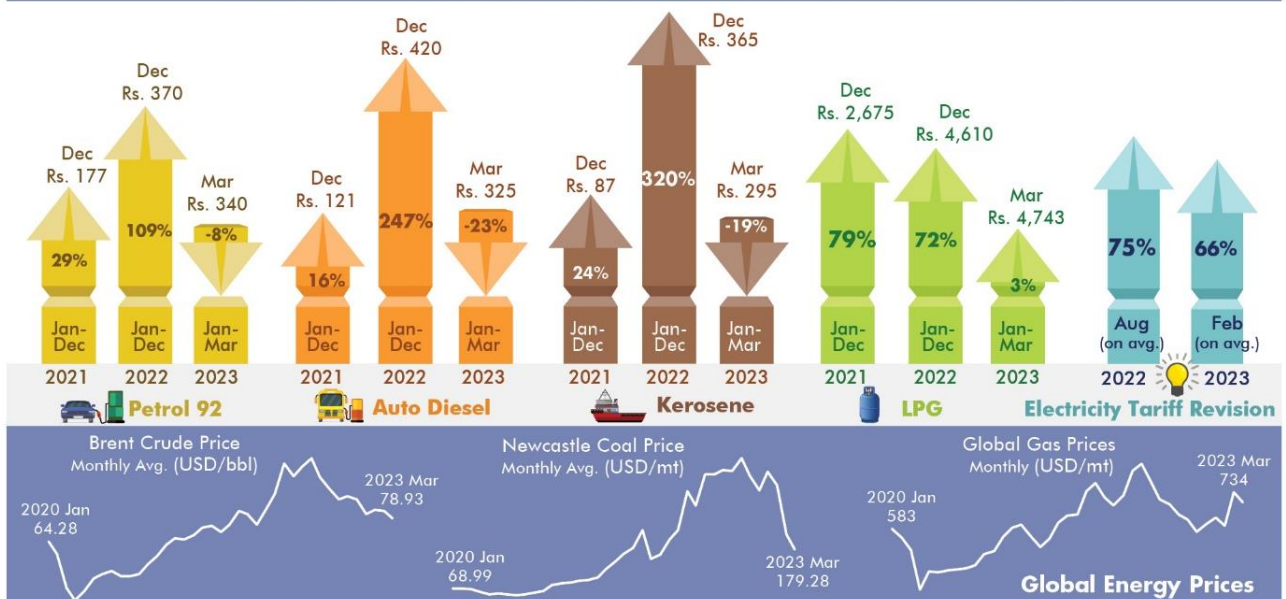 Dec
Rs. 177
29%
Jan-
Dec
2021
Dec
Rs. 370
109%
Jan-
Dec
2022
Mar
Rs. 340
-8%
Jan-
Mar
2023
Petrol 92
Dec
Rs. 121
16%
Jan-
Dec
2021
Dec
Rs. 420
247%
Jan-
Dec
2022
Mar
Rs. 325
-23%
Jan-
Mar
2023
Auto Diesel
Dec
Rs. 87
24%
Jan-
Dec
2021
Dec
Rs. 365
320%
Jan-
Dec
2022
Mar
Rs. 295
-19%
Jan-
Mar
2023
Kerosene
Dec
Rs. 2,675
79%
Jan-
Dec
2021
Dec
Rs. 4,610
72%
Jan-
Dec
2022
Mar
Rs. 4,743
3%
Jan-
Mar
2023
LPG
75%
Aug
(on avg.)
2022
66%
Feb
(on avg.)
2023
Electricity Tariff Revision
Brent Crude Price
Monthly Avg. (USD/bbl)
2020 Jan
64.28
2023 Mar
78.93
Newcastle Coal Price
Monthly Avg. (USD/mt)
2020 Jan
68.99
2023 Mar
179.28
Global Gas Prices
Monthly (USD/mt)
2020 Jan
583
2023 Mar
734
Global Energy Prices